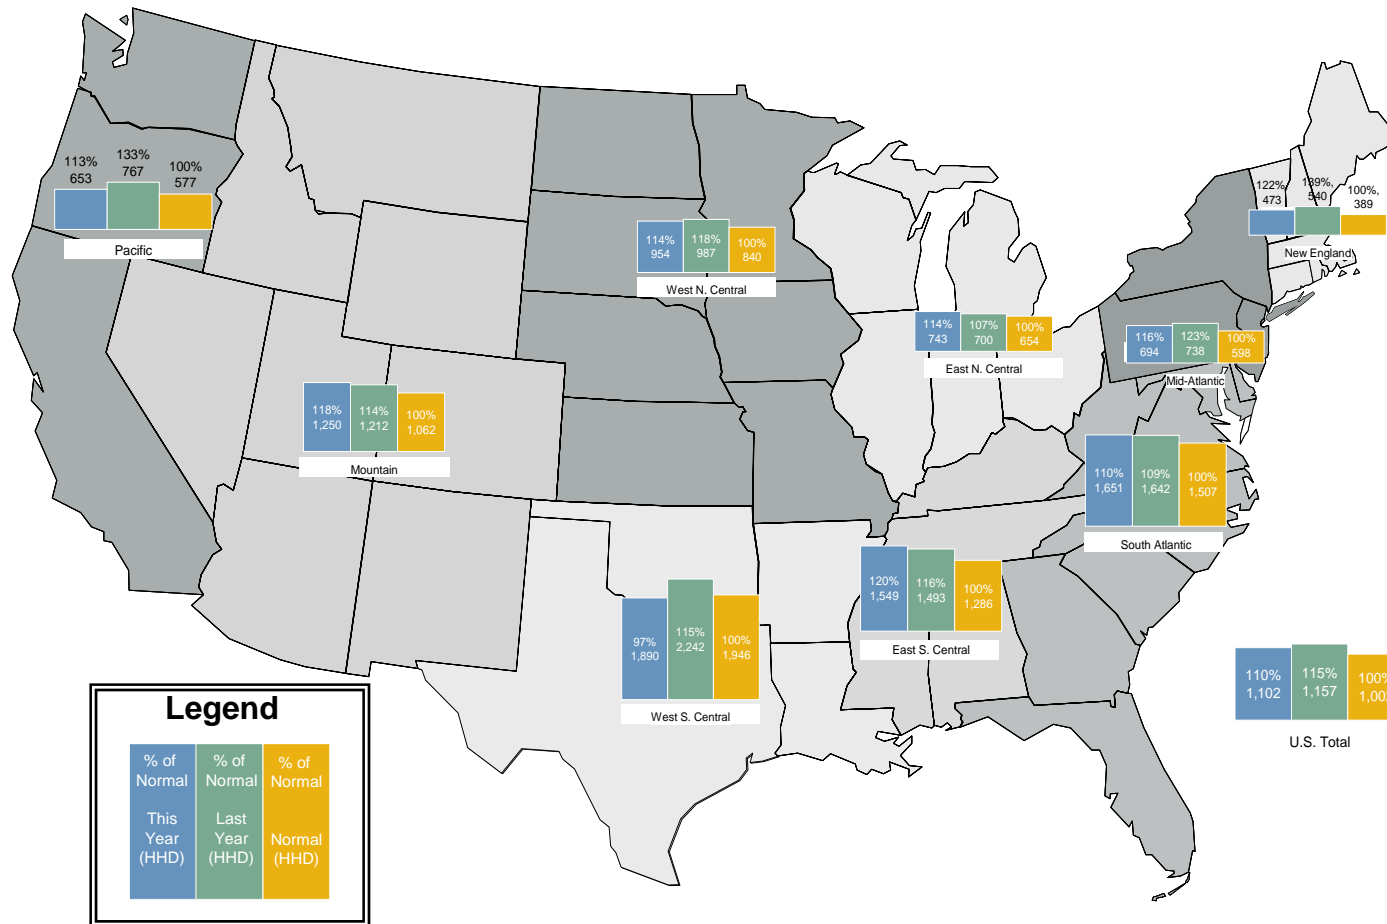 113%
653
133%
767
100%
577
Pacific
114%
954
118%
987
100%
840
West N. Central
122%,
473
139%,
540
100%,
389
New England
114%
743
107%
700
100%
654
East N. Central
116%
694
123%
738
100%
598
Mid-Atlantic
118%
1,250
114%
1,212
100%
1,062
Mountain
110%
1,651
109%
1,642
100%
1,507
South Atlantic
120%
1,549
116%
1,493
100%
1,286
East S. Central
97%
1,890
115%
2,242
100%
1,946
West S. Central
110%
1,102
115%
1,157
U.S. Total
Legend
% of
Normal
This
Year
(HHD)
% of
Normal
Last
Year
(HHD)
% of
Normal
Normal
(HHD)